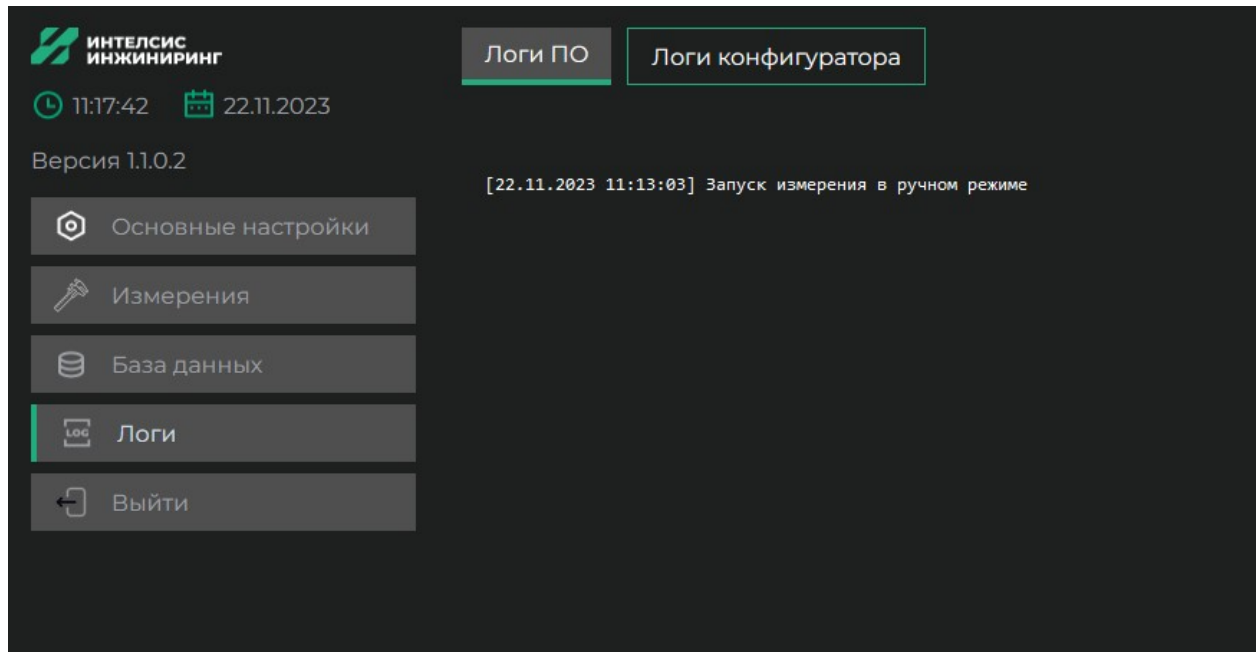 ИНТЕЛСИС
ИНЖИНИРИНГ
11:17:42 22.11.2023
Версия 1.1.0.2
Основные настройки
Измерения
База данных
LOG Логи
Выйти
Логи ПО Логи конфигуратора
[22.11.2023 11:13:03] Запуск измерения в ручном режиме